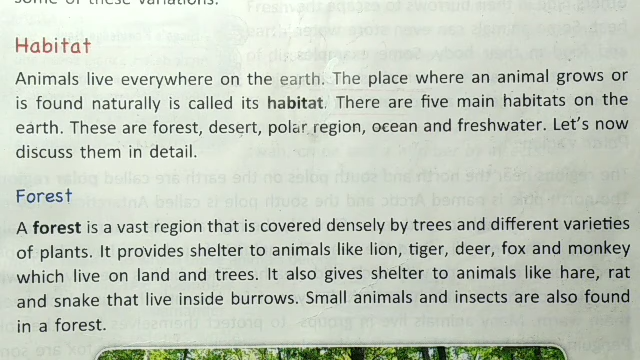 some of these variations.
Habitat
Animals live everywhere on the earth. The place where an animal grows or
is found naturally is called its habitat. There are five main habitats on the
earth. These are forest, desert, polar region, ocean and freshwater. Let's now
discuss them in detail.
Forest
A forest is a vast region that is covered densely by trees and different varieties
of plants. It provides shelter to animals like lion, tiger, deer, fox and monkey
which live on land and trees. It also gives shelter to animals like hare, rat
and snake that live inside burrows. Small animals and insects are also found
in a forest.